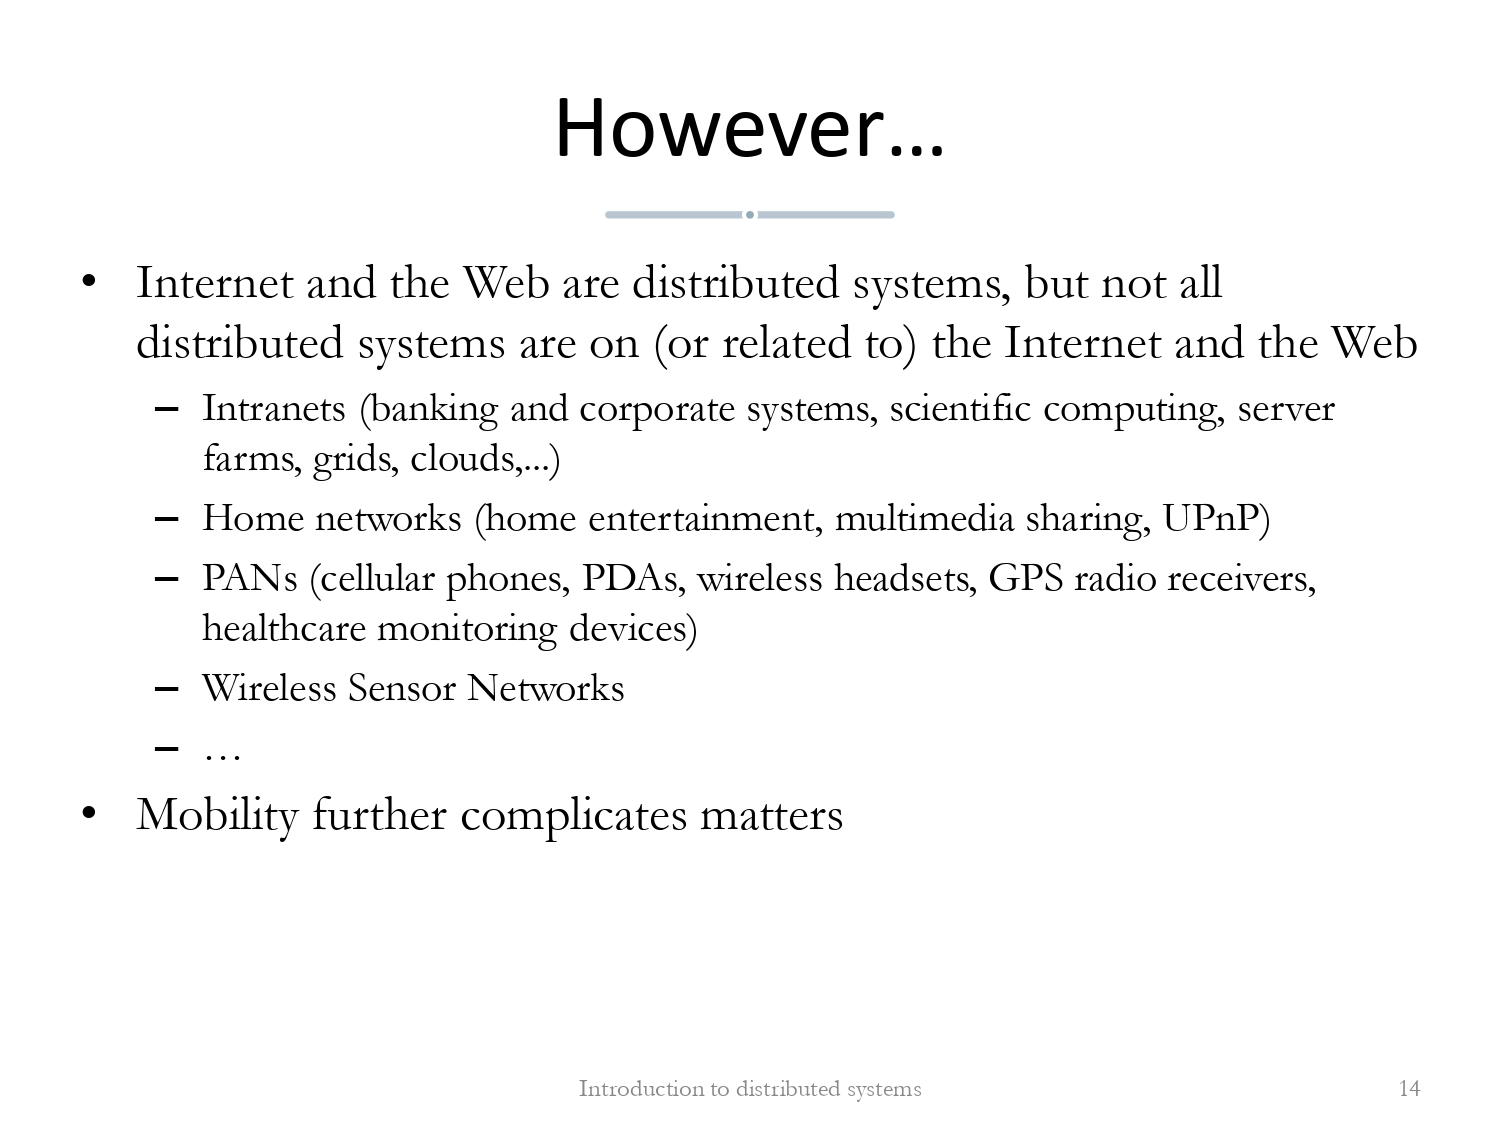 However…
• Internet and the Web are distributed systems, but not all
distributed systems are on (or related to) the Internet and the Web
– Intranets (banking and corporate systems, scientific computing, server
farms, grids, clouds,...)
– Home networks (home entertainment, multimedia sharing, UPnP)
– PANs (cellular phones, PDAs, wireless headsets, GPS radio receivers,
healthcare monitoring devices)
– Wireless Sensor Networks
– …
• Mobility further complicates matters
Introduction to distributed systems 14